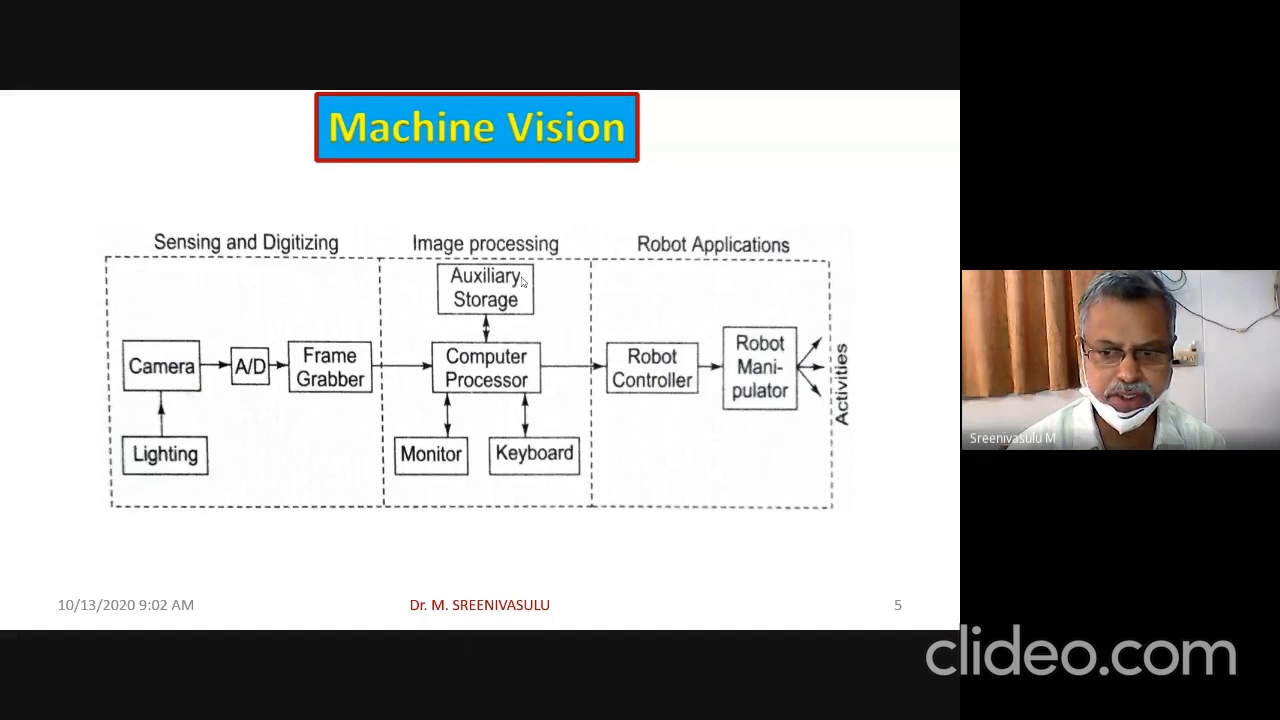 Machine Vision
Sensing and Digitizing
Image processing
Robot Applications
Auxiliary
Storage
Camera
A/D
Frame
Grabber
Computer
Processor
Robot
Controller
Robot
Mani-
pulator
Activities
Lighting
Monitor
Keyboard
10/13/2020 9:02 AM
Dr. M. SREENIVASULU
5
Sreenivasulu M
clideo.com